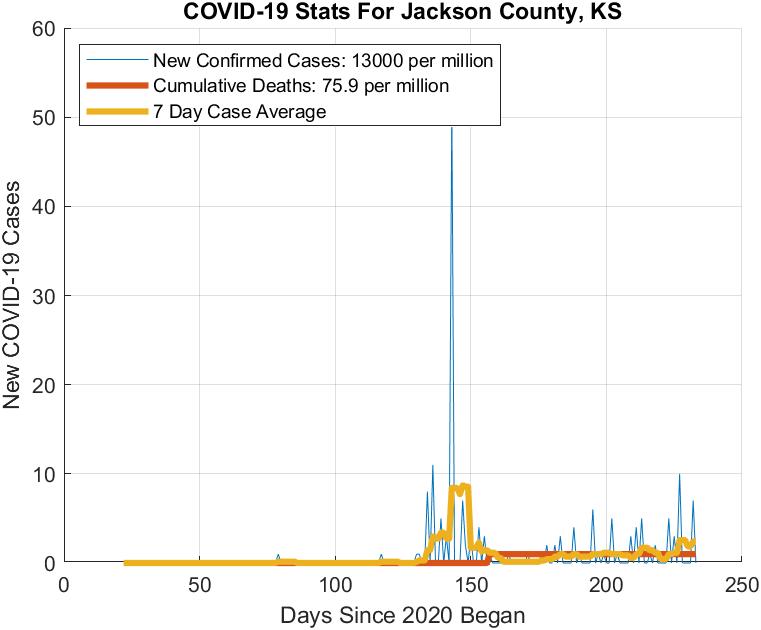 COVID-19 Stats For Jackson County, KS
New Confirmed Cases: 13000 per million
Cumulative Deaths: 75.9 per million
7 Day Case Average
New COVID-19 Cases
60
50
40
30
20
10
0
0 50 100 150 200 250
Days Since 2020 Began